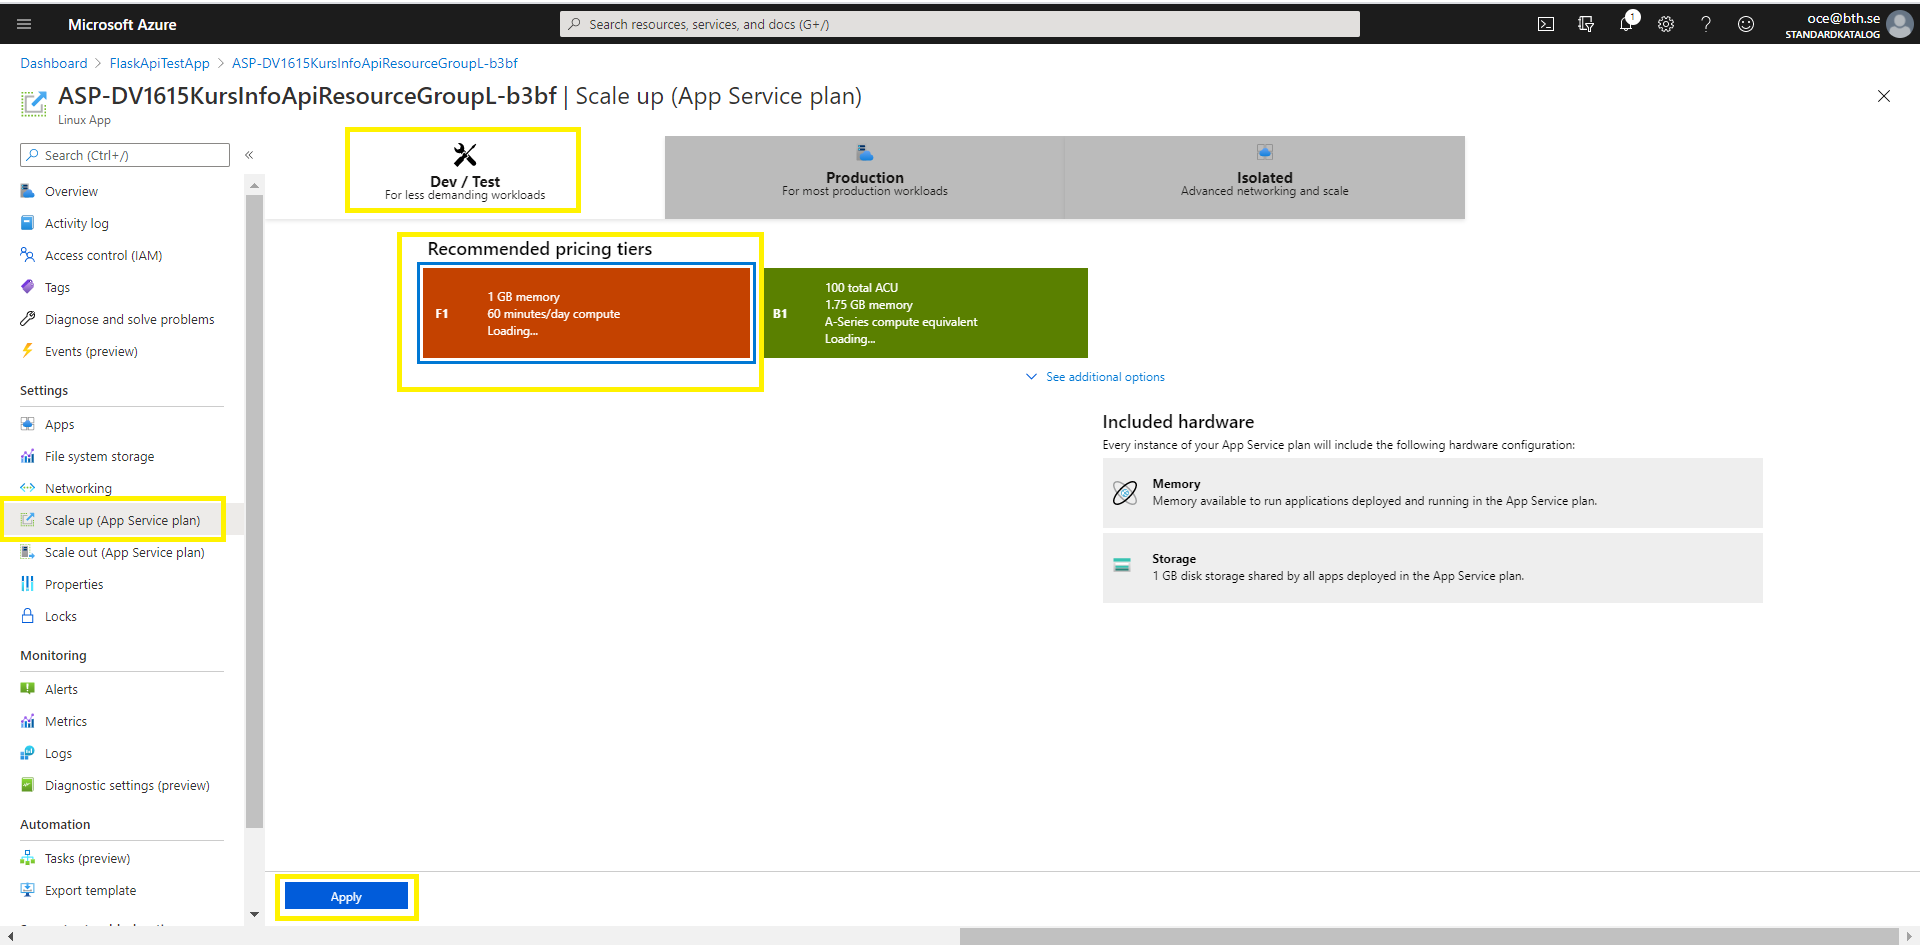 Microsoft Azure
Search resources, services, and docs (G+/)
1
oce@bth.se
STANDARDKATALOG
Dashboard > FlaskApiTestApp > ASP-DV1615KursInfoApiResourceGroupL-b3bf
ASP-DV1615KursInfoApiResourceGroupL-b3bf | Scale up (App Service plan)
Linux App
Search (Ctrl+/)
«
Overview
Activity log
Access control (IAM)
Tags
Diagnose and solve problems
Events (preview)
Settings
Apps
File system storage
Networking
Scale up (App Service plan)
Scale out (App Service plan)
Properties
Locks
Monitoring
Alerts
Metrics
Logs
Diagnostic settings (preview)
Automation
Tasks (preview)
Export template
Dev / Test
For less demanding workloads
Production
For most production workloads
Isolated
Advanced networking and scale
Recommended pricing tiers
F1
1 GB memory
60 minutes/day compute
Loading...
B1
100 total ACU
1.75 GB memory
A-Series compute equivalent
Loading...
See additional options
Included hardware
Every instance of your App Service plan will include the following hardware configuration:
Memory
Memory available to run applications deployed and running in the App Service plan.
Storage
1 GB disk storage shared by all apps deployed in the App Service plan.
Apply